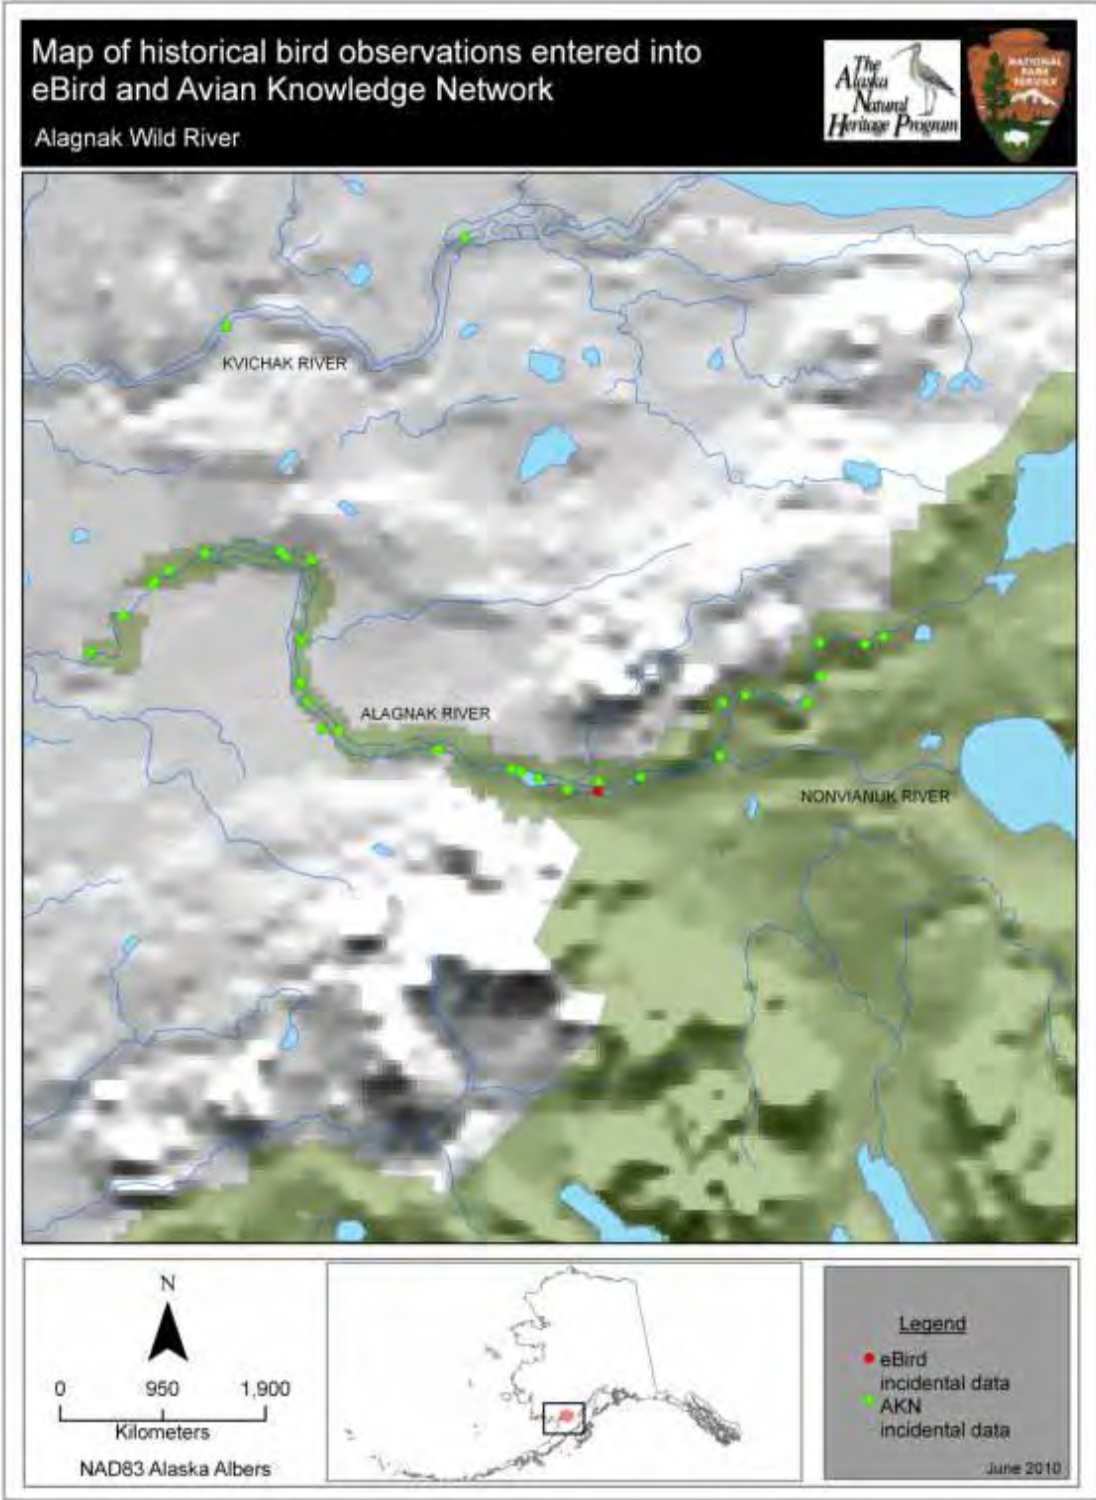 Map of historical bird observations entered into
eBird and Avian Knowledge Network
Alagnak Wild River
The
Alaska
Natural
Heritage Program
NATIONAL
PARK
SERVICE
KVICHAK RIVER
ALAGNAK RIVER
NONVIANUK RIVER
N
0 950 1,900
Kilometers
NAD83 Alaska Albers
Legend
eBird
incidental data
AKN
incidental data
June 2010